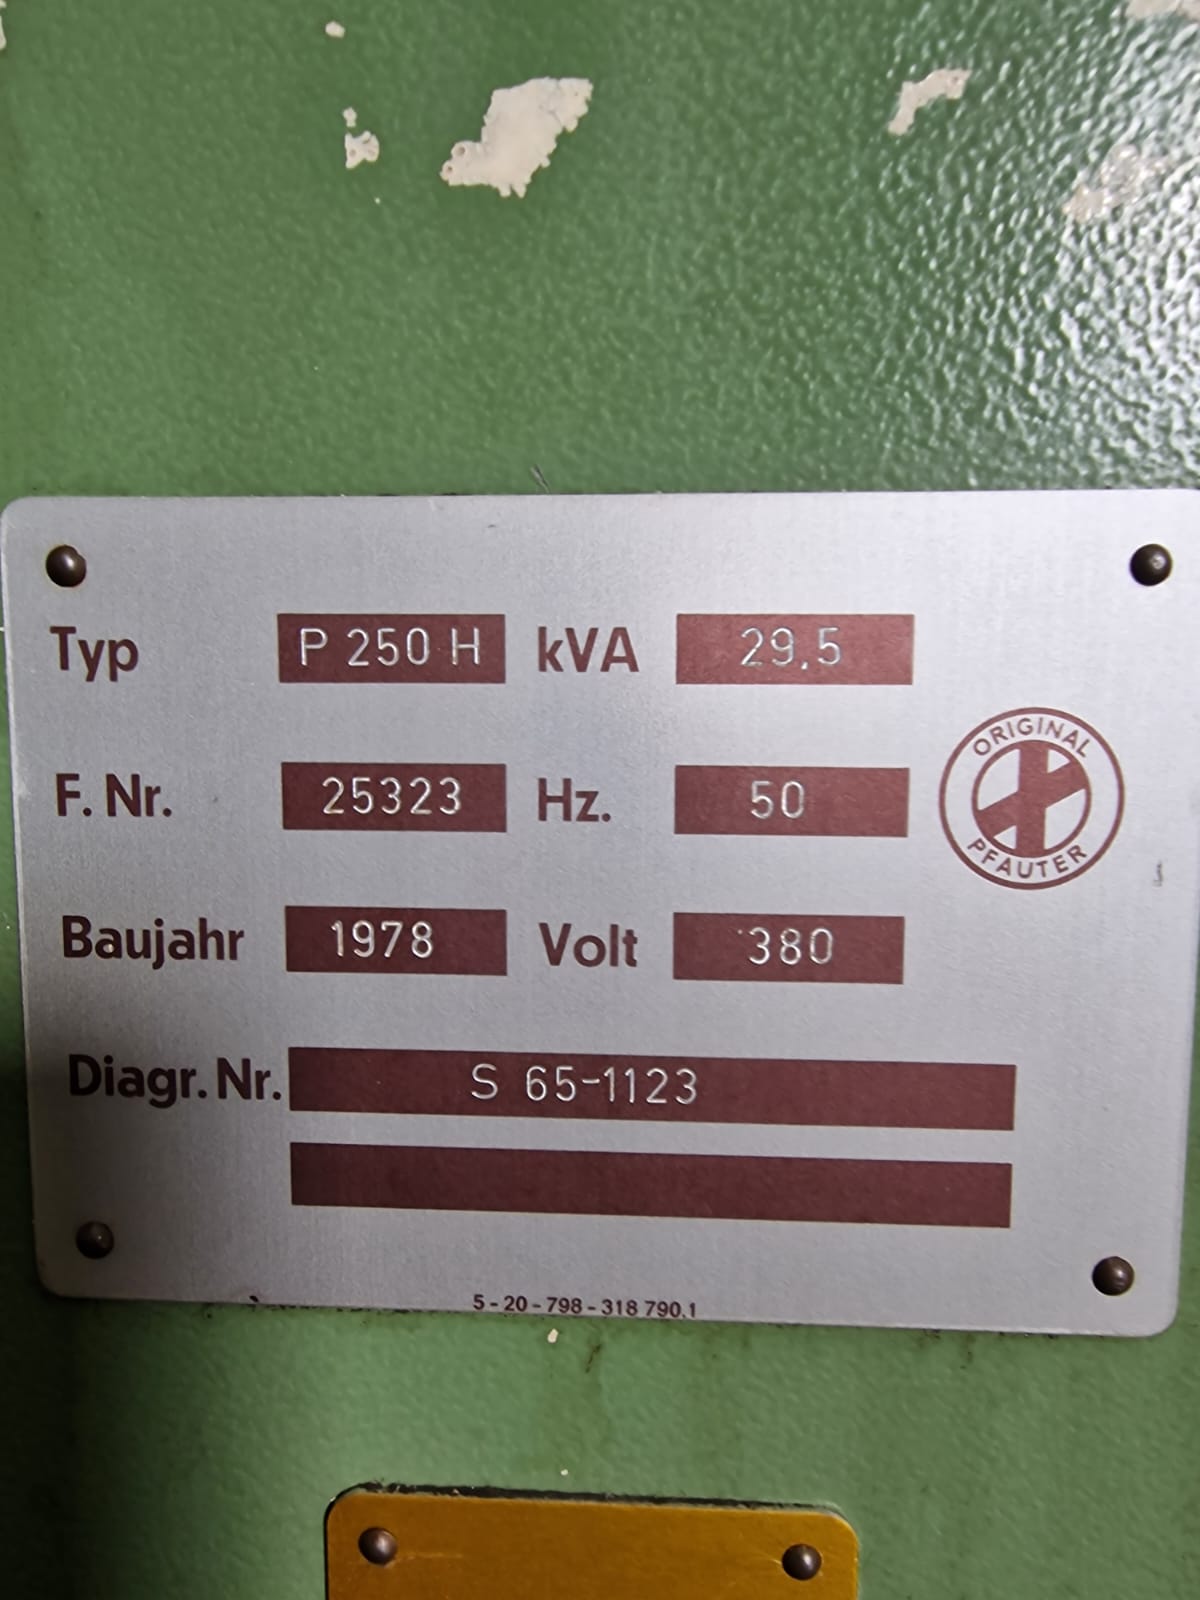 Typ P 250 H kVA 29.5
F. Nr. 25323 Hz. 50
ORIGINAL
PFAUTER
Baujahr 1978 Volt 380
Diagr. Nr. S 65-1123
5-20-798-318 790.1